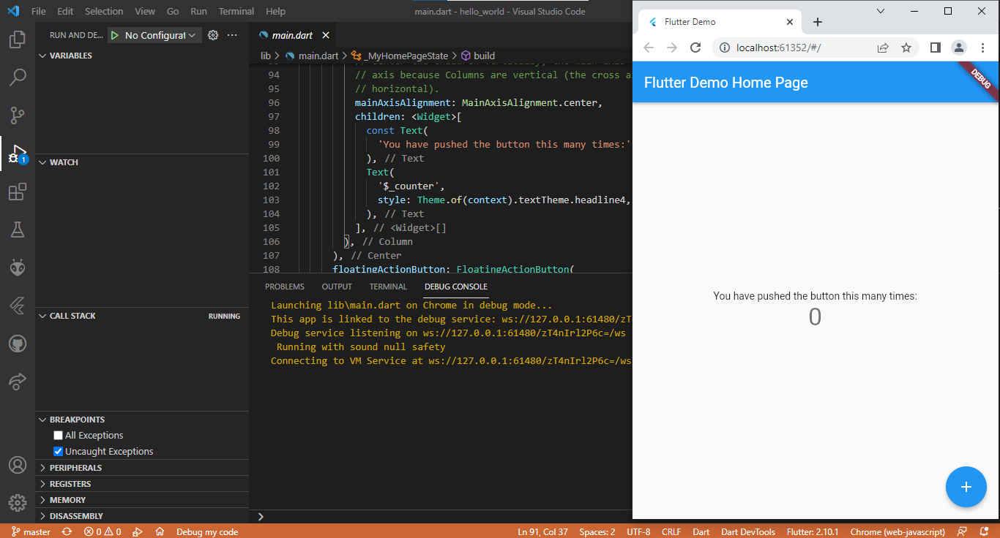 File Edit Selection View Go Run Terminal Help
main.dart - hello_world - Visual Studio Code
RUN AND DE... No Configurat
VARIABLES
WATCH
CALL STACK RUNNING
BREAKPOINTS
All Exceptions
Uncaught Exceptions
PERIPHERALS
REGISTERS
MEMORY
DISASSEMBLY
1
main.dart
lib > main.dart > _MyHomePageState > build
94 // axis because Columns are vertical (the cross a
95 // horizontal).
96 mainAxisAlignment: MainAxisAlignment.center,
97 children: <Widget>[
98 const Text(
99 'You have pushed the button this many times:'
100 ), // Text
101 Text(
102 '$_counter',
103 style: Theme.of(context).textTheme.headline4,
104 ), // Text
105 ], // <Widget>[]
106 ), // Column
107 ), // Center
108 floatingActionButton: FloatingActionButton(
PROBLEMS OUTPUT TERMINAL DEBUG CONSOLE
Launching lib\main.dart on Chrome in debug mode...
This app is linked to the debug service: ws://127.0.0.1:61480/zT
Debug service listening on ws://127.0.0.1:61480/zT4nIrl2P6c=/ws
Running with sound null safety
Connecting to VM Service at ws://127.0.0.1:61480/zT4nIrl2P6c=/ws
Flutter Demo
localhost:61352/#/
Flutter Demo Home Page
DEBUG
You have pushed the button this many times:
0
+
master 0 0 Debug my code Ln 91, Col 37 Spaces: 2 UTF-8 CRLF Dart Dart DevTools Flutter: 2.10.1 Chrome (web-javascript)